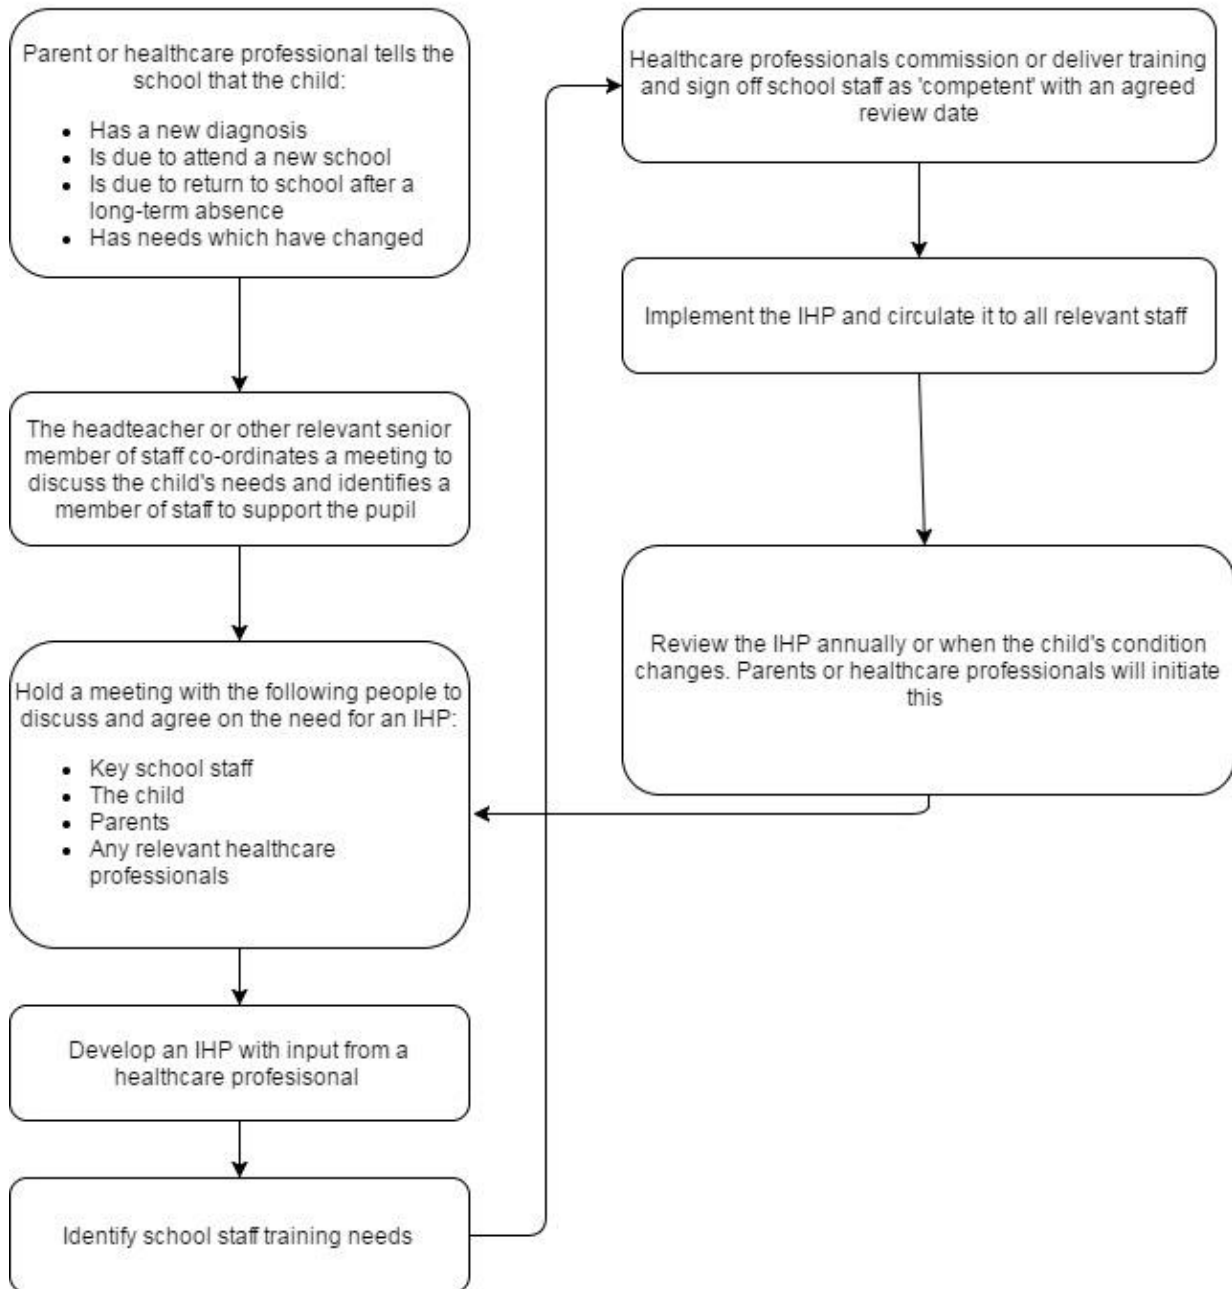 Parent or healthcare professional tells the
school that the child:
• Has a new diagnosis
• Is due to attend a new school
• Is due to return to school after a
long-term absence
• Has needs which have changed
The headteacher or other relevant senior
member of staff co-ordinates a meeting to
discuss the child's needs and identifies a
member of staff to support the pupil
Hold a meeting with the following people to
discuss and agree on the need for an IHP:
• Key school staff
• The child
• Parents
• Any relevant healthcare
professionals
Develop an IHP with input from a
healthcare profesisonal
Identify school staff training needs
Healthcare professionals commission or deliver training
and sign off school staff as 'competent' with an agreed
review date
Implement the IHP and circulate it to all relevant staff
Review the IHP annually or when the child's condition
changes. Parents or healthcare professionals will initiate
this